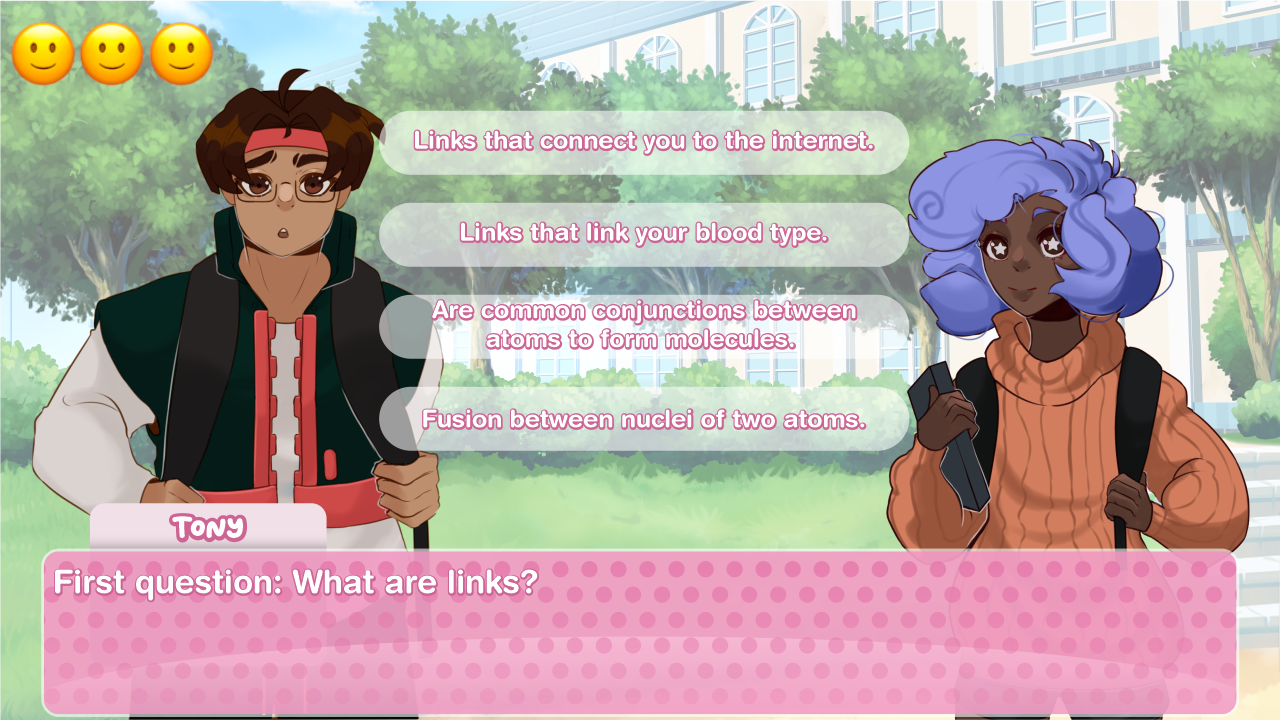 Links that connect you to the internet.
Links that link your blood type.
Are common conjunctions between
atoms to form molecules.
Fusion between nuclei of two atoms.
TONY
First question: What are links?